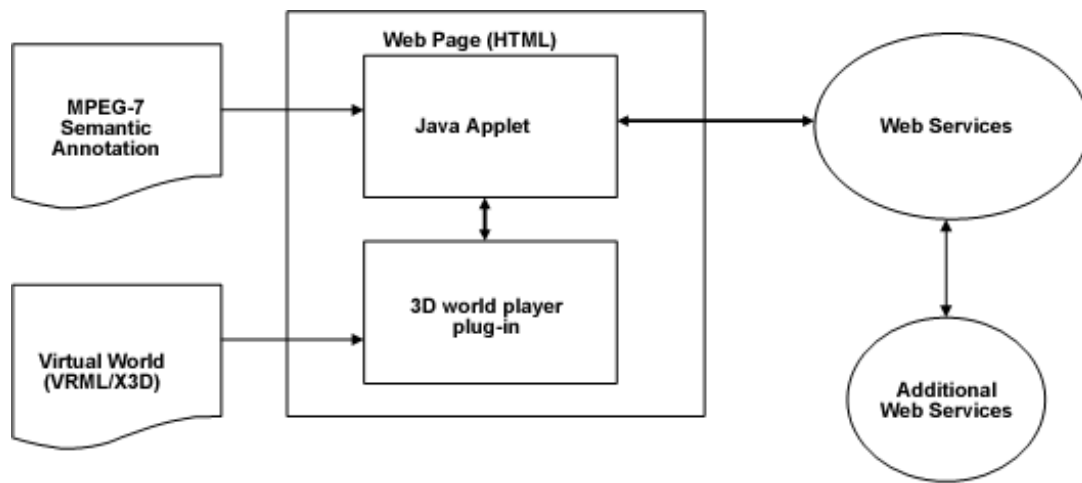 Web Page (HTML)
MPEG-7
Semantic
Annotation
Java Applet
Web Services
3D world player
plug-in
Virtual World
(VRML/X3D)
Additional
Web Services